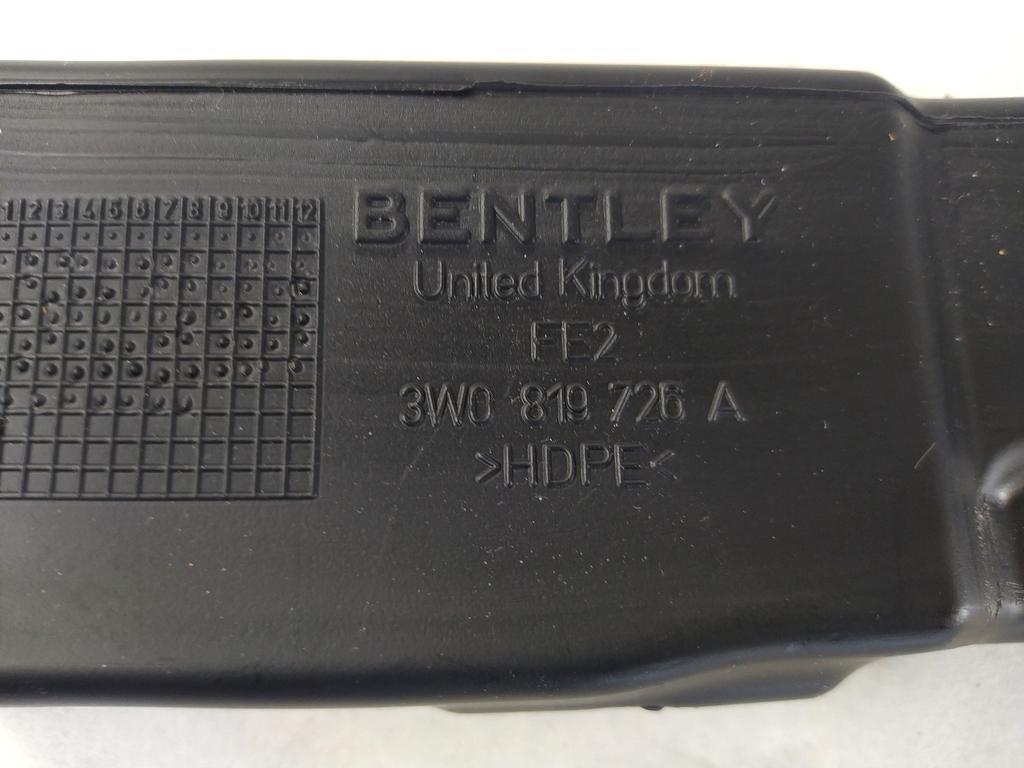 1 2 3 4 5 6 7 8 9 10 11 12
BENTLEY
United Kingdom
FE2
3W0 819 726 A
>HDPE<